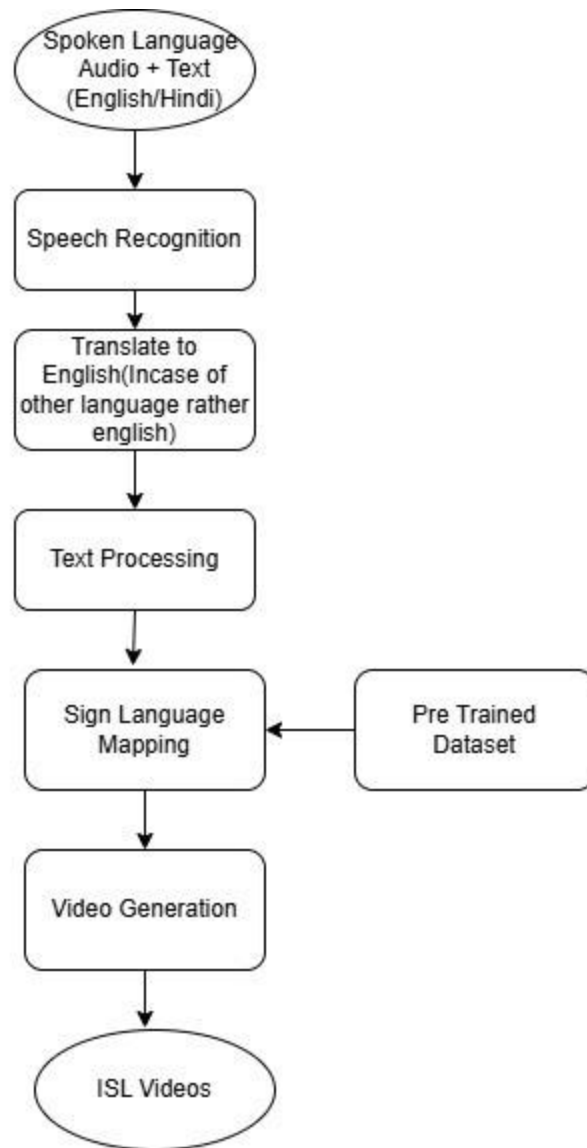 Spoken Language
Audio + Text
(English/Hindi)
Speech Recognition
Translate to
English(Incase of
other language rather
english)
Text Processing
Sign Language
Mapping
Pre Trained
Dataset
Video Generation
ISL Videos